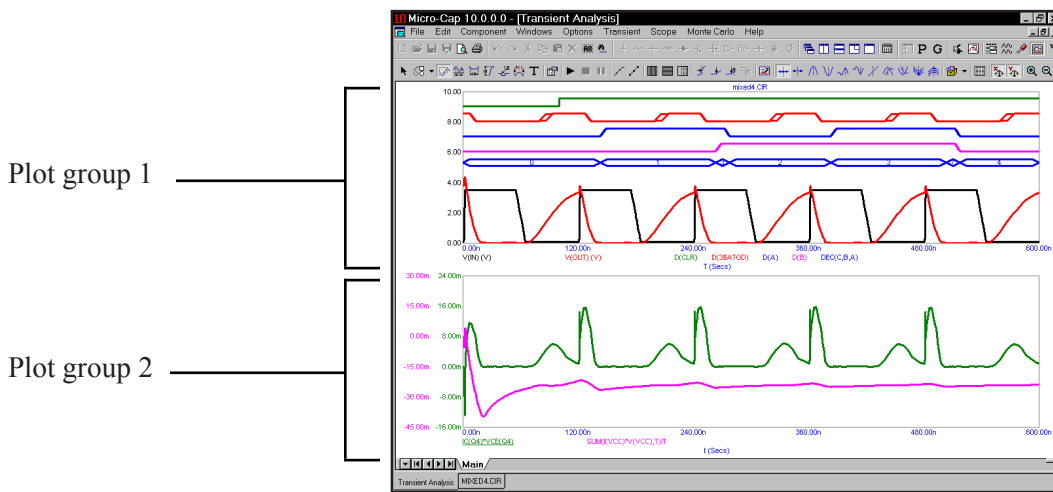 Micro-Cap 10.0.0.0 - [Transient Analysis]
File Edit Component Windows Options Transient Scope Monte Carlo Help
P G
T
mixed4.CIR
10.00
8.00
6.00
4.00
2.00
0.00
0 1 2 3 4
0.00n 120.00n 240.00n 360.00n 480.00n 600.00n
V(IN) (V) V(OUT) (V) D(CLR) D(3$ATOD) D(A) D(B) DEC(C,B,A)
T (Secs)
Plot group 1
30.00m 24.00m
15.00m 16.00m
0.00m 8.00m
-15.00m 0.00m
-30.00m -8.00m
-45.00m -16.00m
0.00n 120.00n 240.00n 360.00n 480.00n 600.00n
IC(Q4)*VCE(Q4) SUM(I(VCC)*V(VCC),T)/T
t (Secs)
Plot group 2
Main
Transient Analysis MIXED4.CIR